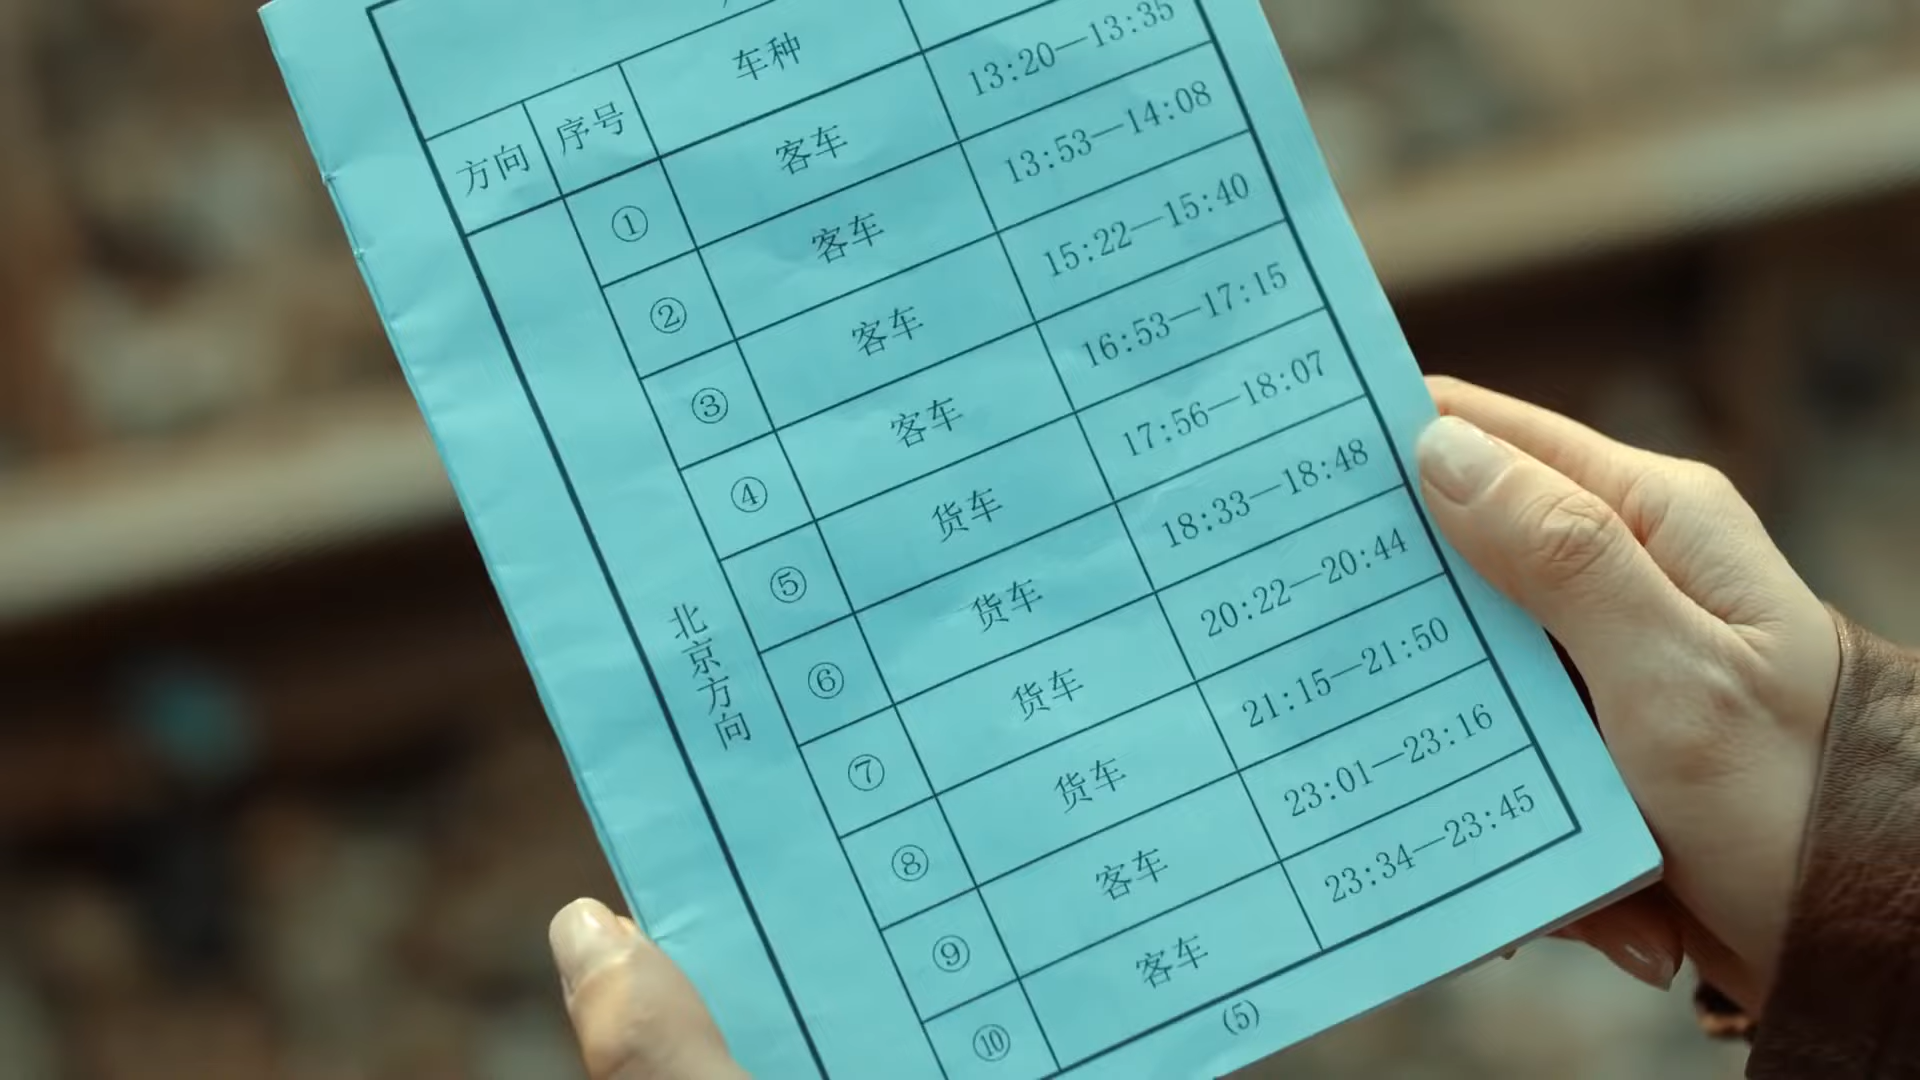 方向 序号 车种
北京方向
① 客车 13:20—13:35
② 客车 13:53—14:08
③ 客车 15:22—15:40
④ 客车 16:53—17:15
⑤ 货车 17:56—18:07
⑥ 货车 18:33—18:48
⑦ 货车 20:22—20:44
⑧ 货车 21:15—21:50
⑨ 客车 23:01—23:16
⑩ 客车 23:34—23:45
(5)